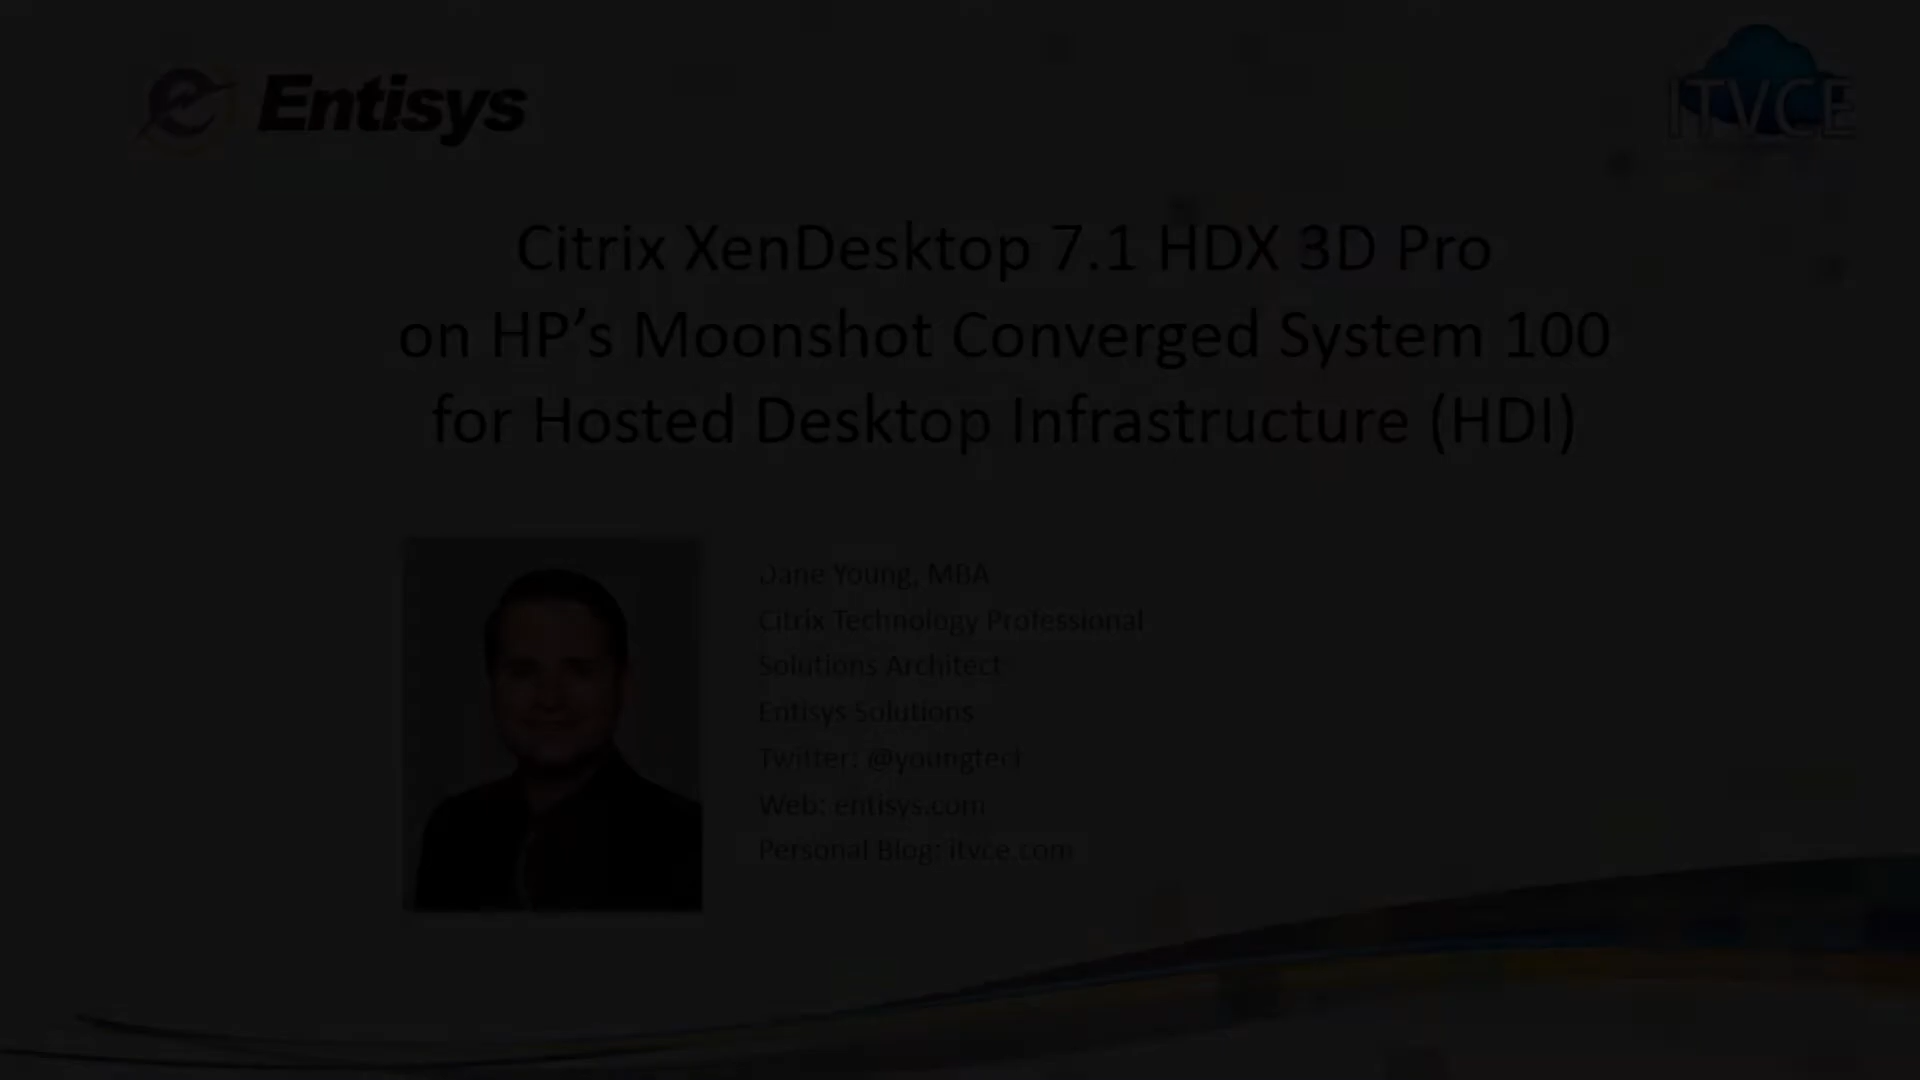 Entisys
ITVCE
Citrix XenDesktop 7.1 HDX 3D Pro
on HP’s Moonshot Converged System 100
for Hosted Desktop Infrastructure (HDI)
Dane Young, MBA
Citrix Technology Professional
Solutions Architect
Entisys Solutions
Twitter: @youngtech
Web: entisys.com
Personal Blog: itvce.com